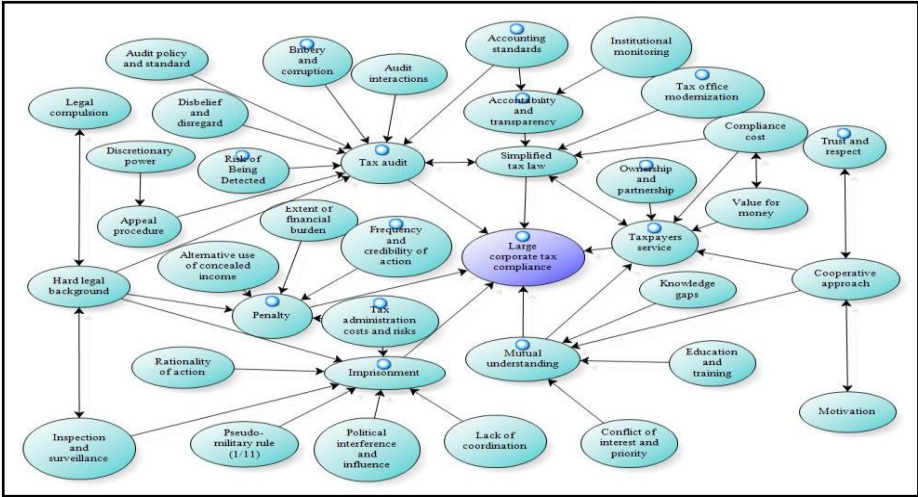 Audit policy
and standard
Bribery
and
corruption
Audit
interactions
Accounting
standards
Institutional
monitoring
Legal
compulsion
Disbelief
and
disregard
Accountability
and
transparency
Tax office
modernization
Compliance
cost
Trust and
respect
Discretionary
power
Risk of
Being
Detected
Tax audit
Simplified
tax law
Ownership
and
partnership
Value for
money
Appeal
procedure
Extent of
financial
burden
Frequency
and
credibility of
action
Large
corporate tax
compliance
Taxpayers
service
Alternative use
of concealed
income
Hard legal
background
Penalty
Tax
administration
costs and risks
Knowledge
gaps
Cooperative
approach
Rationality
of action
Imprisonment
Mutual
understanding
Education
and
training
Motivation
Inspection
and
surveillance
Pseudo-
military rule
(1/11)
Political
interference
and
influence
Lack of
coordination
Conflict of
interest and
priority